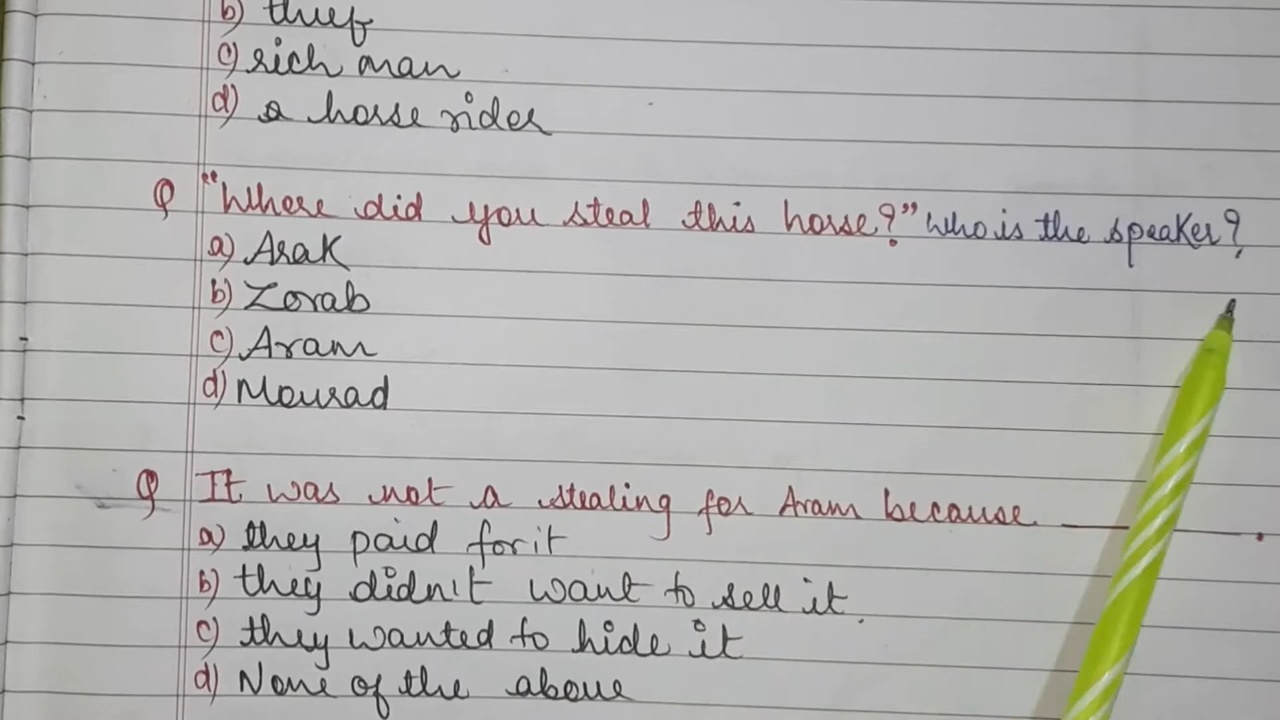 b) thief
c) rich man
d) a horse rider
Q "Where did you steal this horse?" Who is the speaker?
a) Arak
b) Zorab
c) Aram
d) Mourad
Q It was not a stealing for Aram because ______.
a) they paid for it
b) they didn't want to sell it.
c) they wanted to hide it
d) None of the above